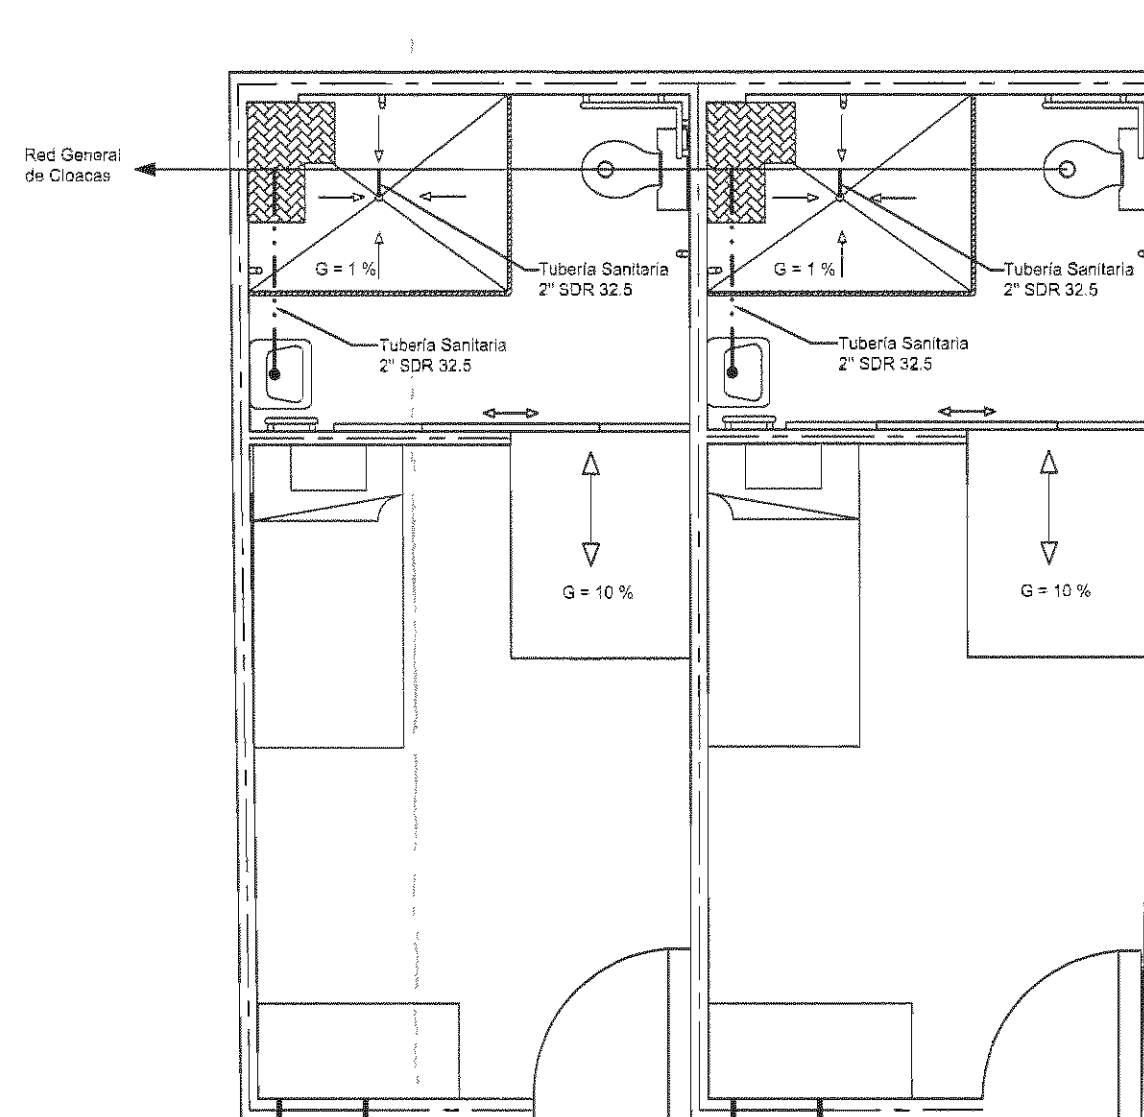 Red General
de Cloacas
G = 1 %
Tubería Sanitaria
2" SDR 32.5
G = 1 %
Tubería Sanitaria
2" SDR 32.5
Tubería Sanitaria
2" SDR 32.5
Tubería Sanitaria
2" SDR 32.5
G = 10 %
G = 10 %